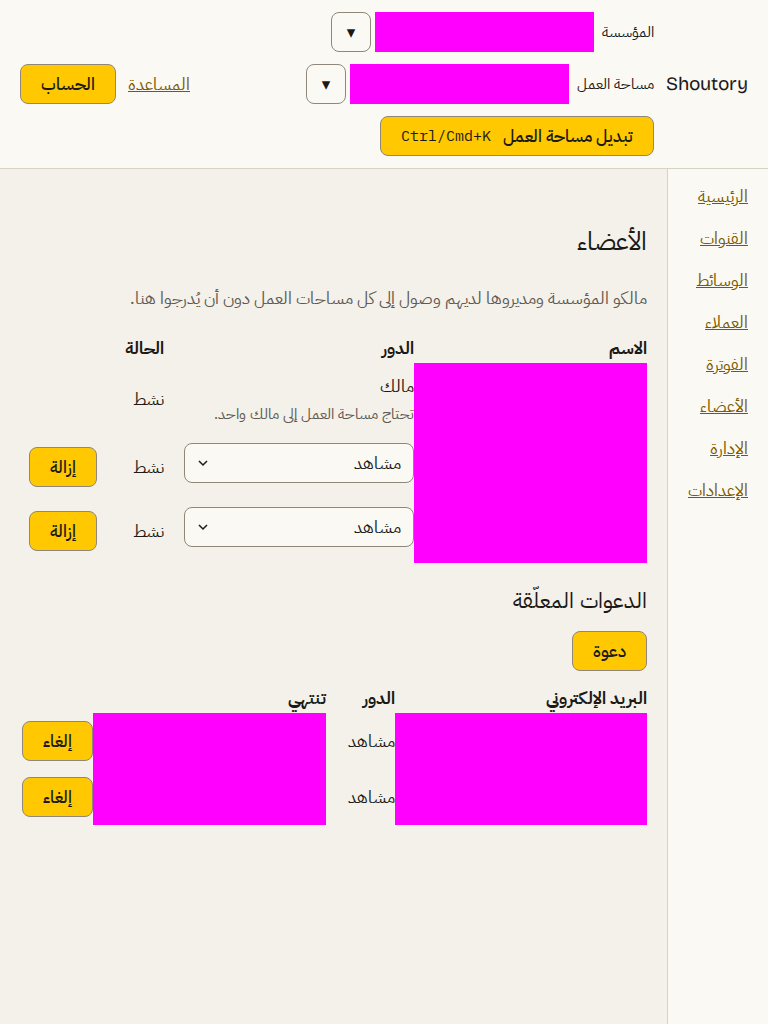 المؤسسة ▼
Shoutory مساحة العمل ▼ المساعدة الحساب
تبديل مساحة العمل Ctrl/Cmd+K
الرئيسية
القنوات
الوسائط
العملاء
الفوترة
الأعضاء
الإدارة
الإعدادات
الأعضاء
مالكو المؤسسة ومديروها لديهم وصول إلى كل مساحات العمل دون أن يُدرجوا هنا.
الاسم الدور الحالة
مالك نشط
تحتاج مساحة العمل إلى مالك واحد.
مشاهد نشط إزالة
مشاهد نشط إزالة
الدعوات المعلّقة
دعوة
البريد الإلكتروني الدور تنتهي
مشاهد إلغاء
مشاهد إلغاء